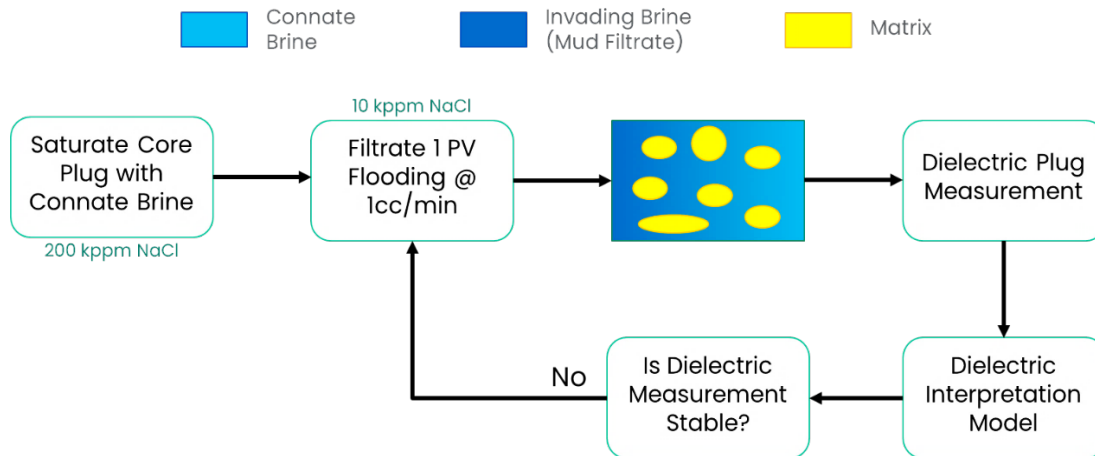 Connate
Brine
Invading Brine
(Mud Filtrate)
Matrix
Saturate Core
Plug with
Connate Brine
200 kppm NaCl
10 kppm NaCl
Filtrate 1 PV
Flooding @
1cc/min
Dielectric Plug
Measurement
Dielectric
Interpretation
Model
Is Dielectric
Measurement
Stable?
No